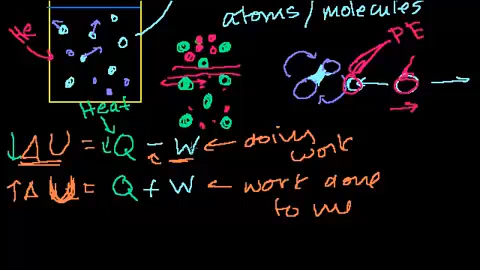 atoms/molecules
He
PE
Heat
↓ΔU = ↓Q - W ← doing work
↑ΔU = Q + W ← work done to me